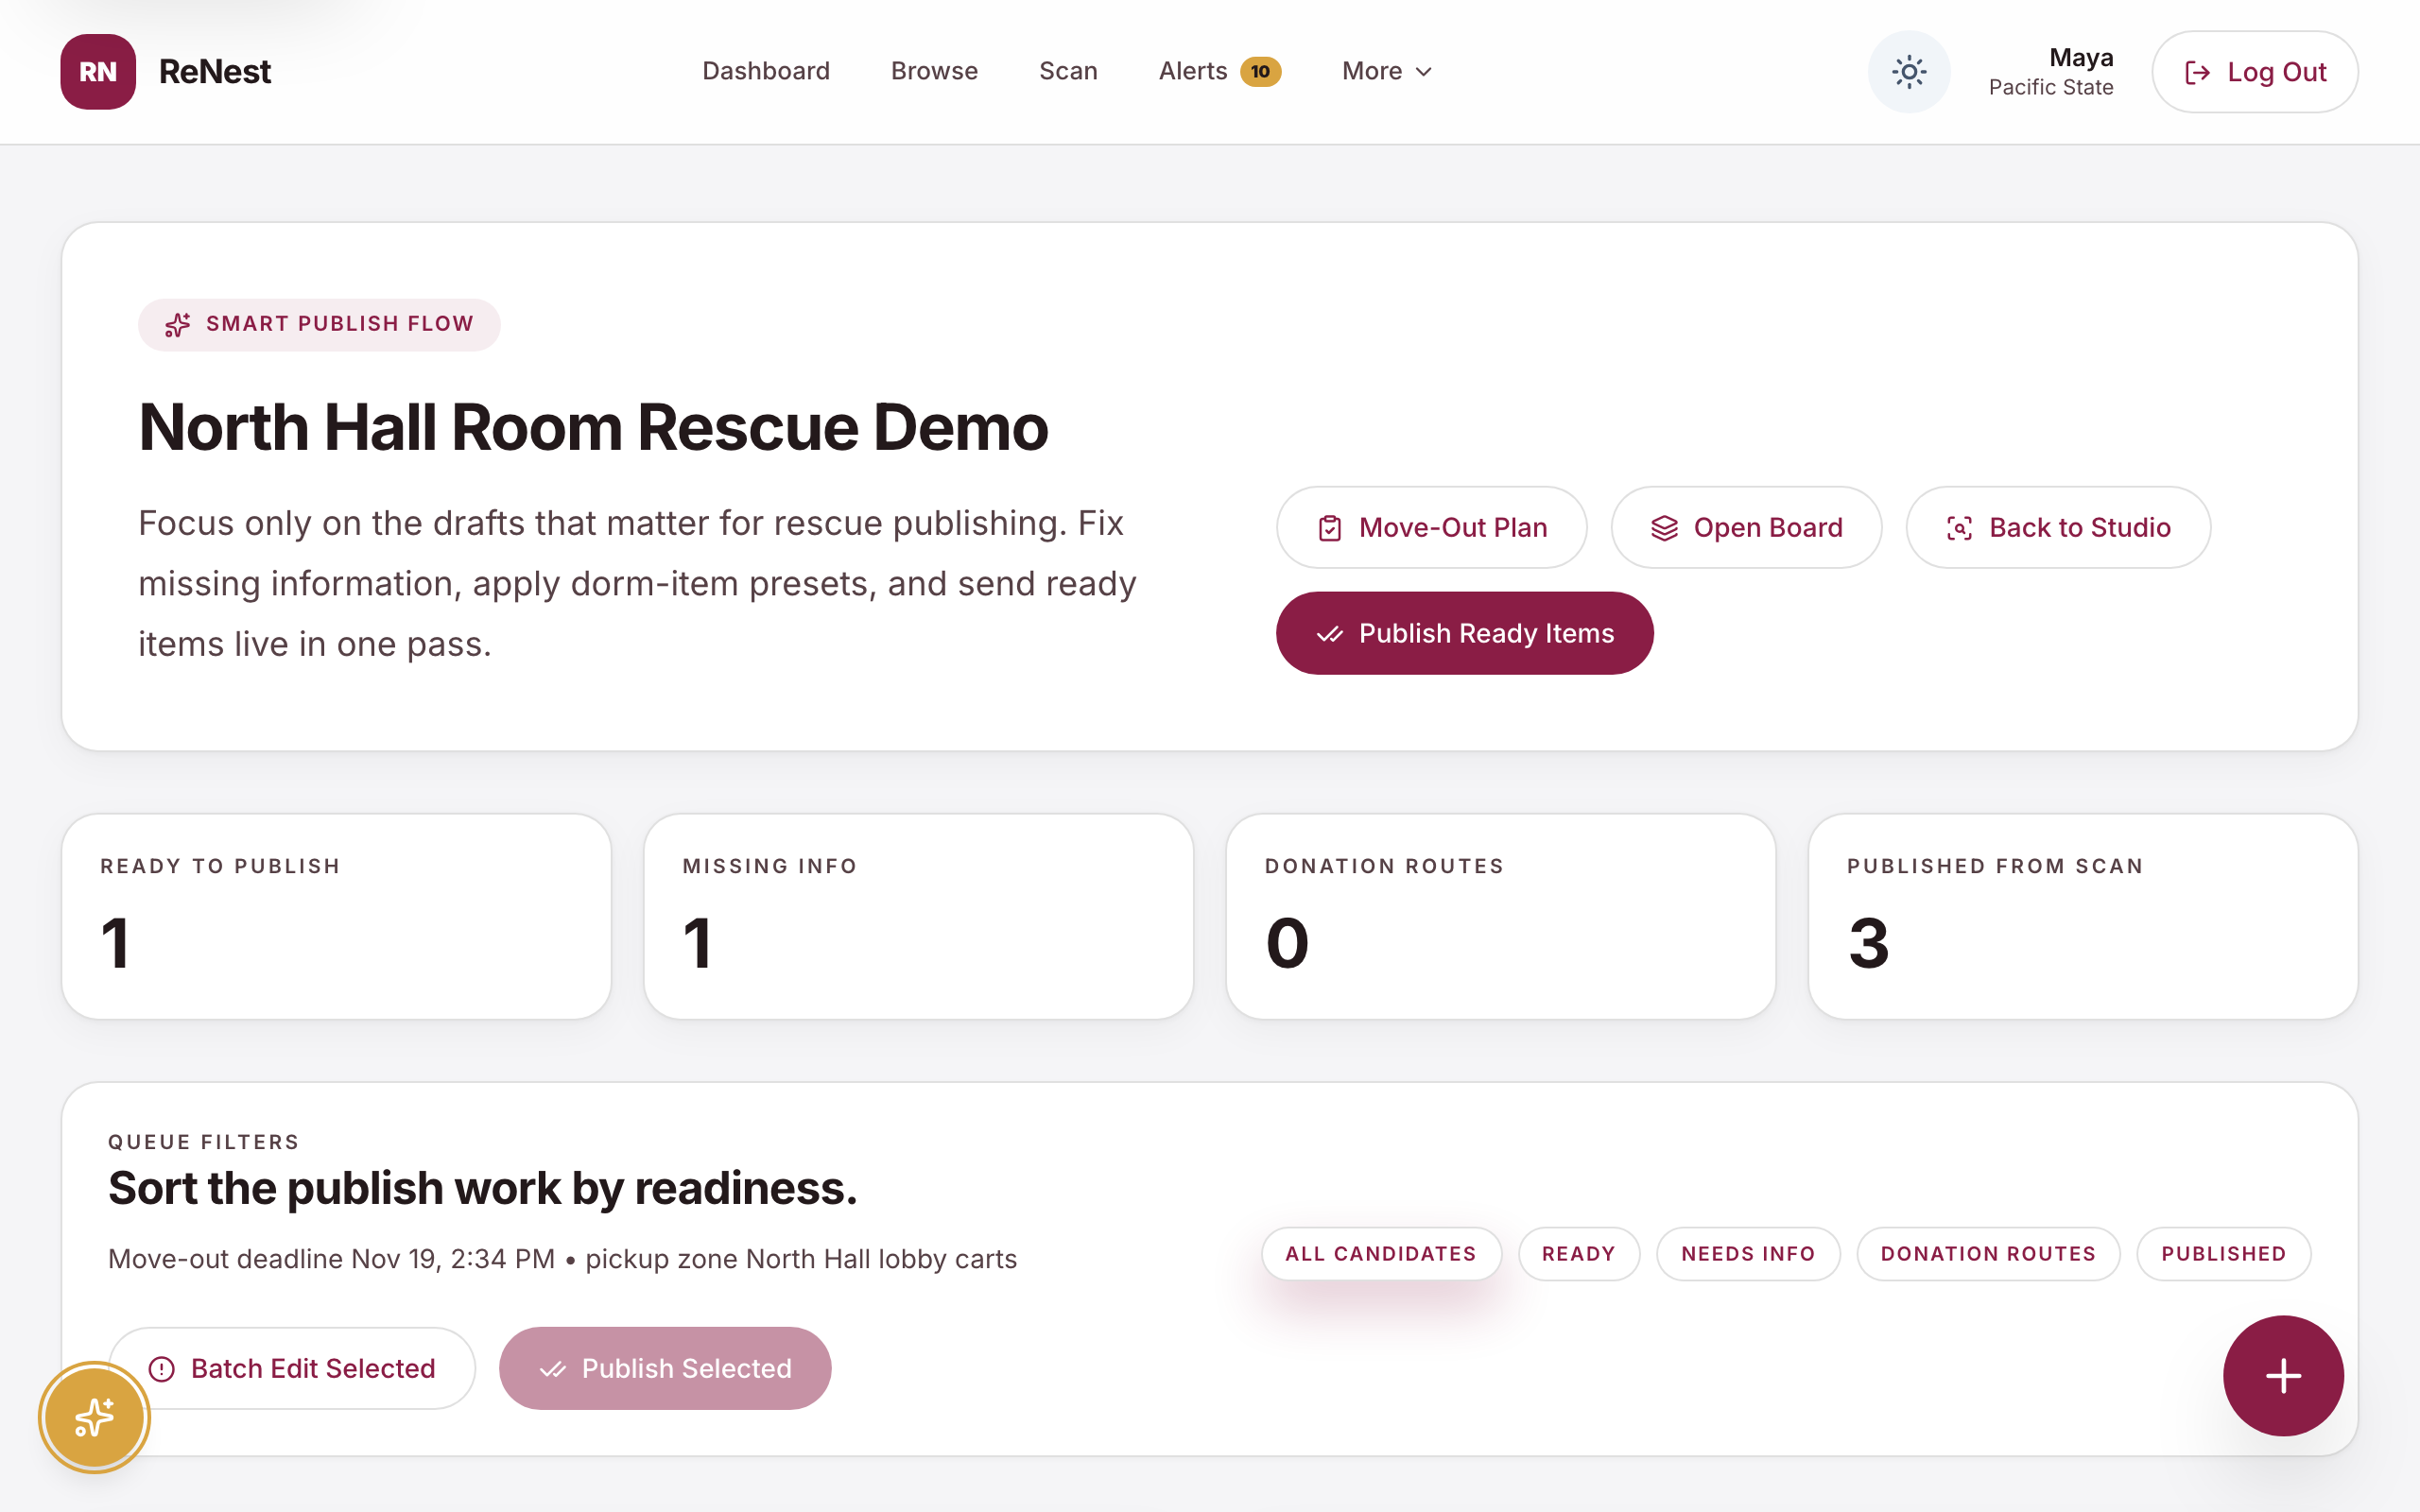 RN
ReNest
Dashboard
Browse
Scan
Alerts 10
More
Maya
Pacific State
Log Out
SMART PUBLISH FLOW
North Hall Room Rescue Demo
Focus only on the drafts that matter for rescue publishing. Fix
missing information, apply dorm-item presets, and send ready
items live in one pass.
Move-Out Plan
Open Board
Back to Studio
Publish Ready Items
READY TO PUBLISH
1
MISSING INFO
1
DONATION ROUTES
0
PUBLISHED FROM SCAN
3
QUEUE FILTERS
Sort the publish work by readiness.
Move-out deadline Nov 19, 2:34 PM • pickup zone North Hall lobby carts
ALL CANDIDATES
READY
NEEDS INFO
DONATION ROUTES
PUBLISHED
Batch Edit Selected
Publish Selected